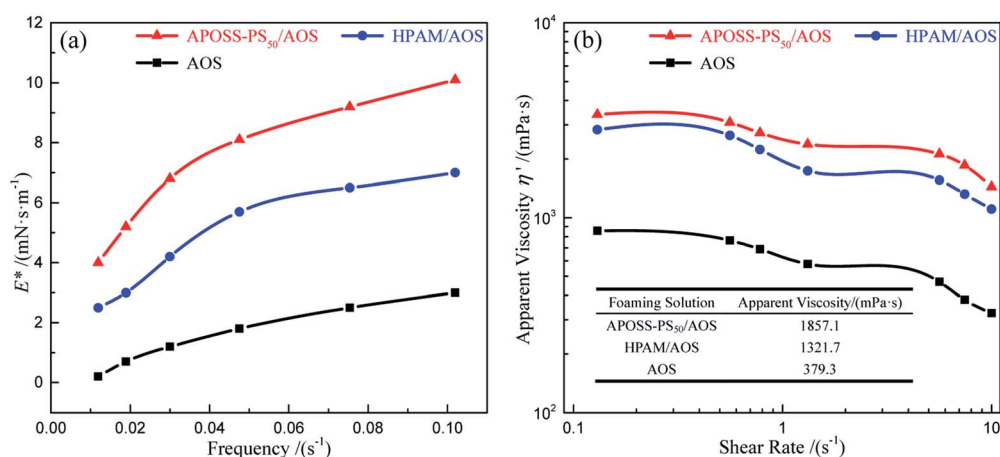 (a)
APOSS-PS₅₀/AOS
HPAM/AOS
AOS
12
10
8
6
4
2
0
E* /(mN·s·m⁻¹)
0.00
0.02
0.04
0.06
0.08
0.10
Frequency /(s⁻¹)
(b)
APOSS-PS₅₀/AOS
HPAM/AOS
AOS
10⁴
10³
10²
Apparent Viscosity η' /(mPa·s)
Foaming Solution Apparent Viscosity/(mPa·s)
APOSS-PS₅₀/AOS 1857.1
HPAM/AOS 1321.7
AOS 379.3
0.1
1
10
Shear Rate /(s⁻¹)